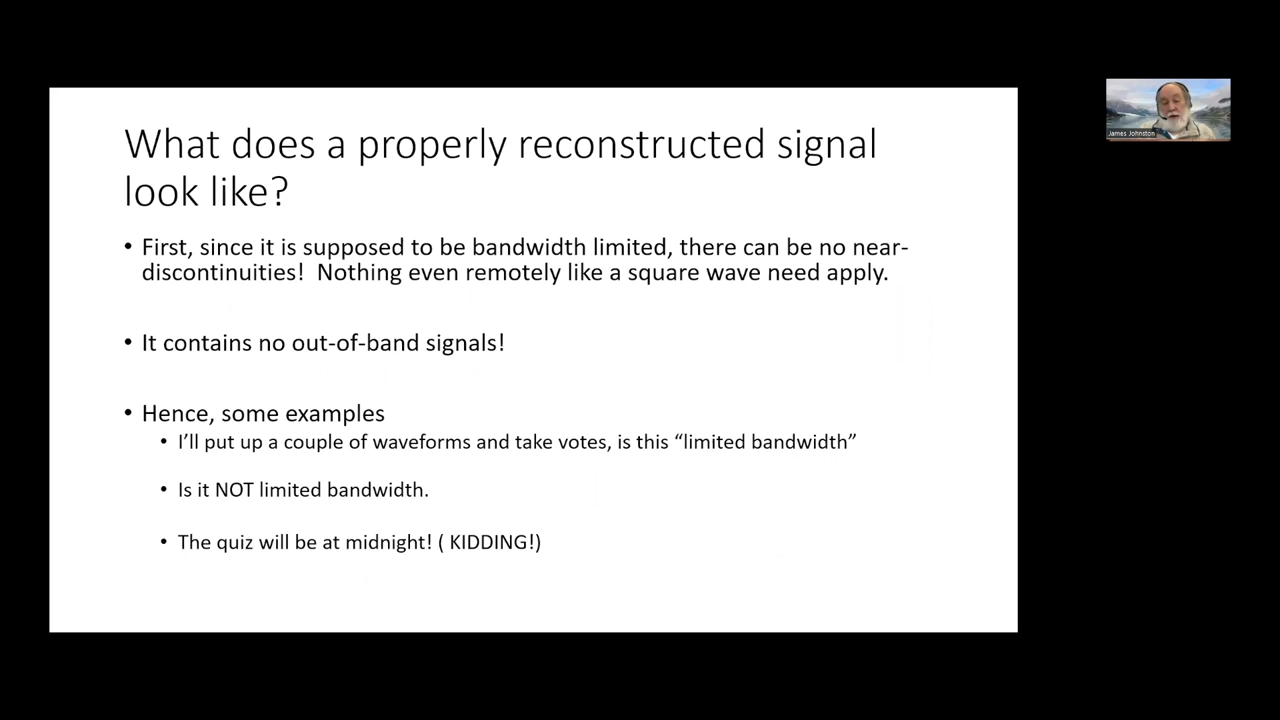 What does a properly reconstructed signal
look like?
• First, since it is supposed to be bandwidth limited, there can be no near-
discontinuities!  Nothing even remotely like a square wave need apply.
• It contains no out-of-band signals!
• Hence, some examples
• I’ll put up a couple of waveforms and take votes, is this “limited bandwidth”
• Is it NOT limited bandwidth.
• The quiz will be at midnight! ( KIDDING!)
James Johnston